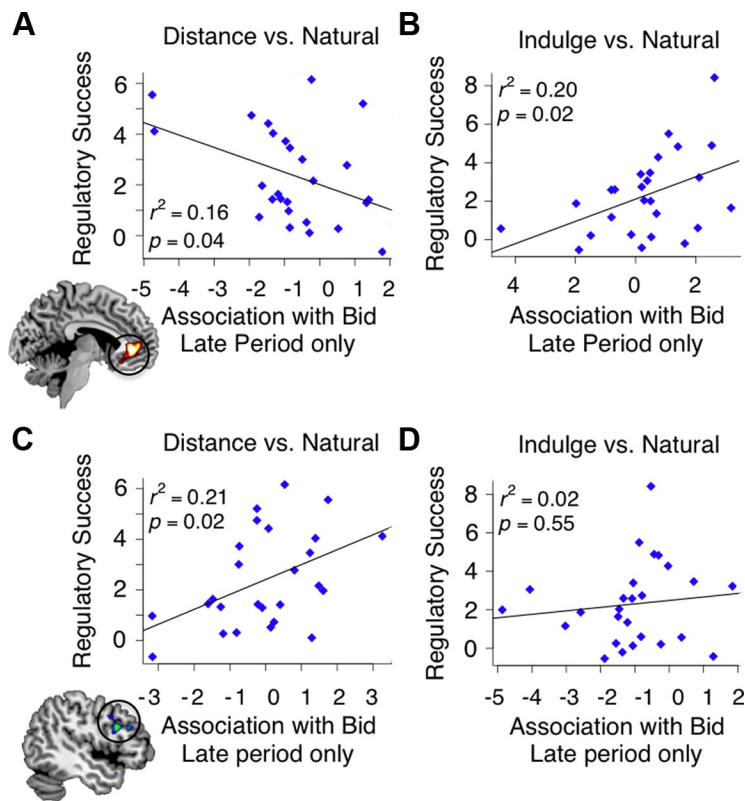 A
Distance vs. Natural
Regulatory Success
6
4
2
0
r² = 0.16
p = 0.04
-5 -4 -3 -2 -1 -0 1 2
Association with Bid
Late Period only
B
Indulge vs. Natural
Regulatory Success
8
6
4
2
0
r² = 0.20
p = 0.02
4 2 0 2
Association with Bid
Late Period only
C
Distance vs. Natural
Regulatory Success
6
4
2
0
r² = 0.21
p = 0.02
-3 -2 -1 0 1 2 3
Association with Bid
Late period only
D
Indulge vs. Natural
Regulatory Success
8
6
4
2
0
r² = 0.02
p = 0.55
-5 -4 -3 -2 -1 0 1 2
Association with Bid
Late period only